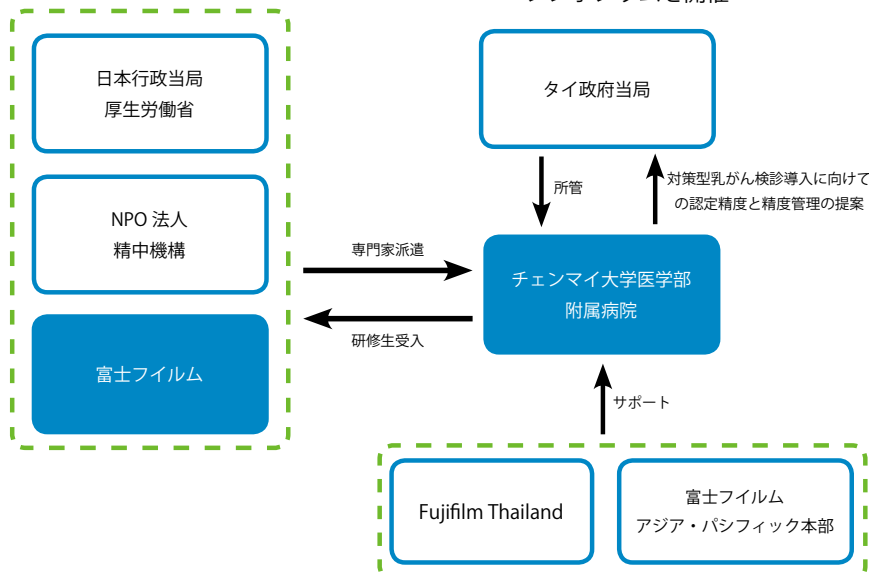 を開催
日本行政当局
厚生労働省
NPO 法人
精中機構
富士フイルム
タイ政府当局
所管
対策型乳がん検診導入に向けて
の認定精度と精度管理の提案
専門家派遣
研修生受入
チェンマイ大学医学部
附属病院
サポート
Fujifilm Thailand
富士フイルム
アジア・パシフィック本部